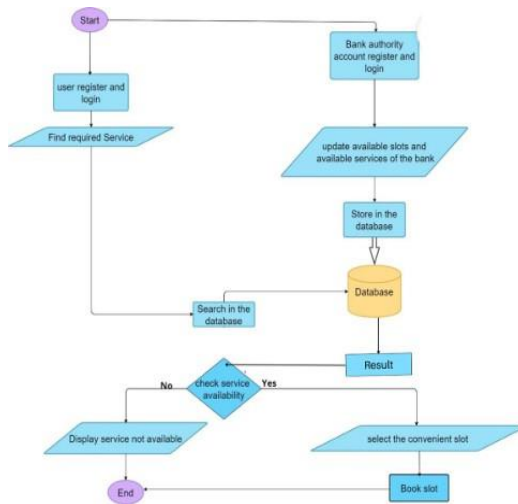 Start
Bank authority
account register and
login
user register and
login
Find required Service
update available slots and
available services of the bank
Store in the
database
Database
Search in the
database
Result
No
check service
availability
Yes
Display service not available
select the convenient slot
End
Book slot